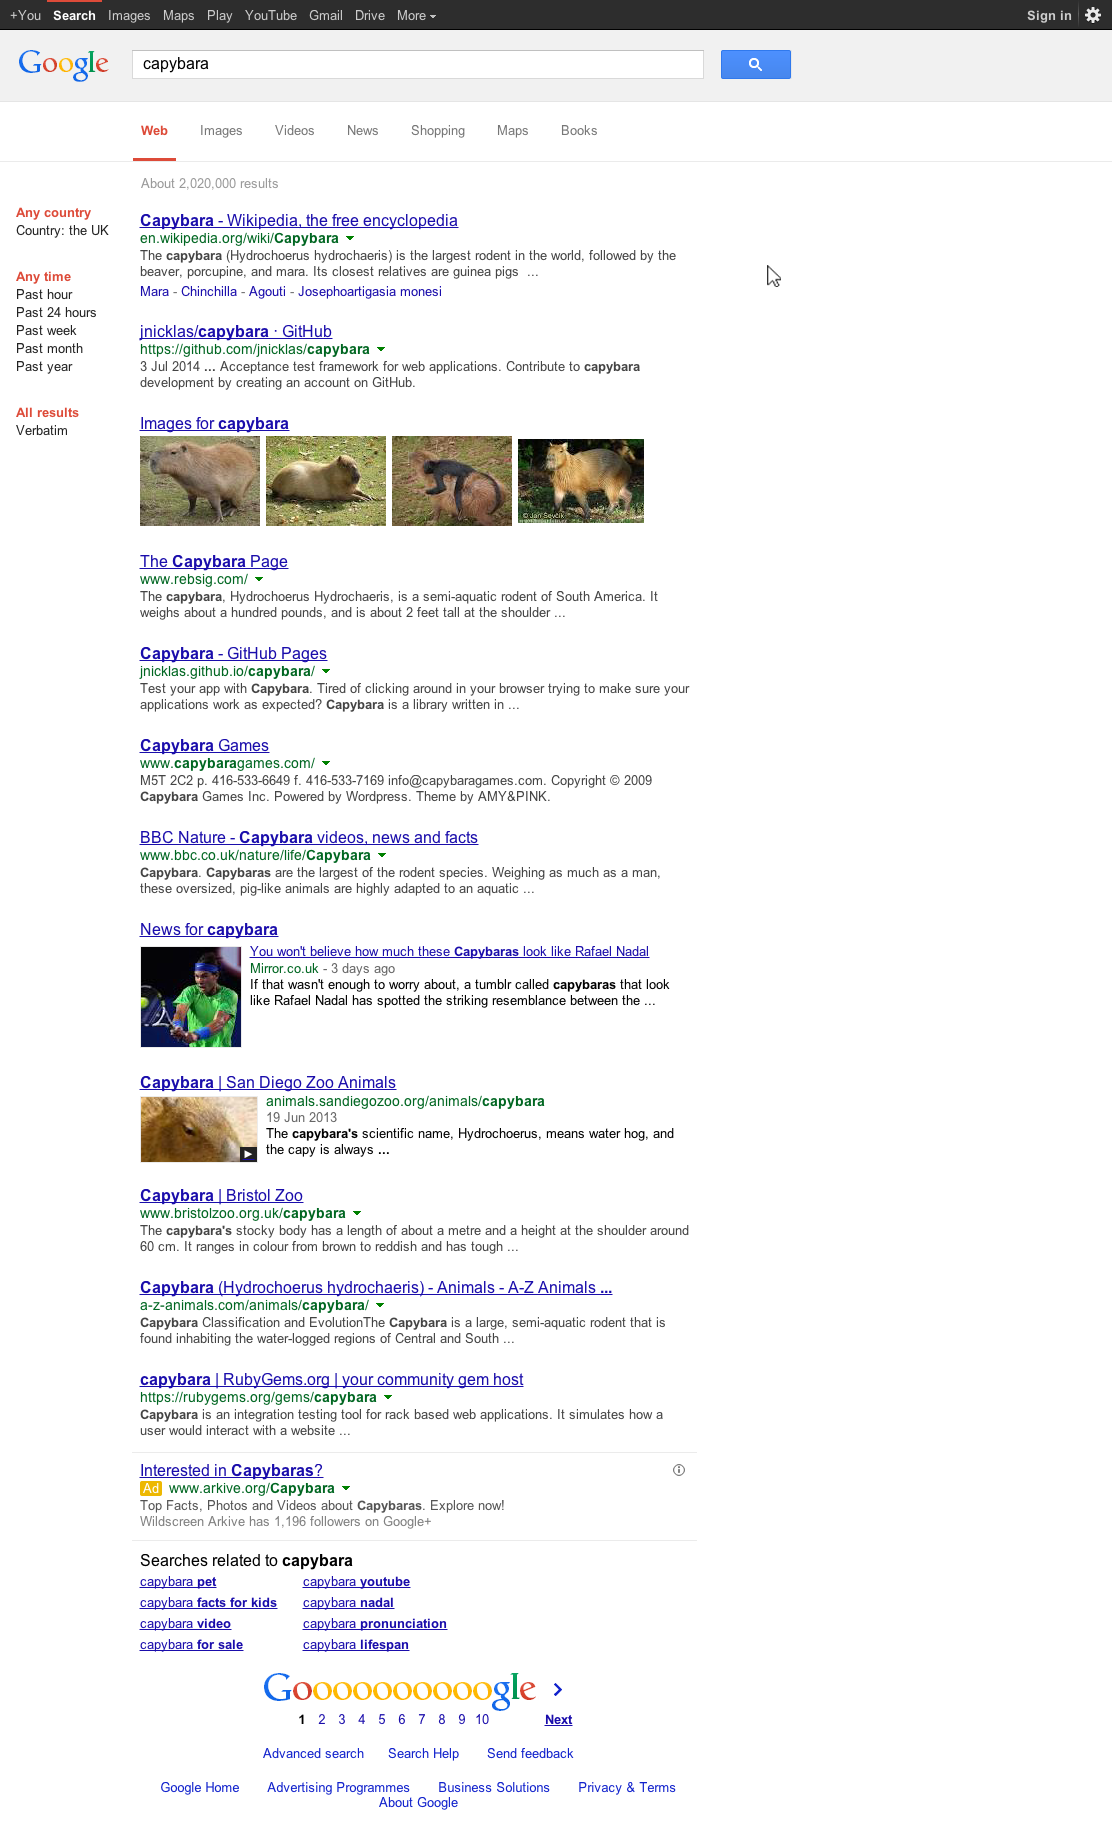 +You Search Images Maps Play YouTube Gmail Drive More Sign in
Google capybara
Web Images Videos News Shopping Maps Books
About 2,020,000 results
Any country
Country: the UK
Any time
Past hour
Past 24 hours
Past week
Past month
Past year
All results
Verbatim
Capybara - Wikipedia, the free encyclopedia
en.wikipedia.org/wiki/Capybara
The capybara (Hydrochoerus hydrochaeris) is the largest rodent in the world, followed by the
beaver, porcupine, and mara. Its closest relatives are guinea pigs ...
Mara - Chinchilla - Agouti - Josephoartigasia monesi
jnicklas/capybara · GitHub
https://github.com/jnicklas/capybara
3 Jul 2014 ... Acceptance test framework for web applications. Contribute to capybara
development by creating an account on GitHub.
Images for capybara
© Jan Ševčík
The Capybara Page
www.rebsig.com/
The capybara, Hydrochoerus Hydrochaeris, is a semi-aquatic rodent of South America. It
weighs about a hundred pounds, and is about 2 feet tall at the shoulder ...
Capybara - GitHub Pages
jnicklas.github.io/capybara/
Test your app with Capybara. Tired of clicking around in your browser trying to make sure your
applications work as expected? Capybara is a library written in ...
Capybara Games
www.capybaragames.com/
M5T 2C2 p. 416-533-6649 f. 416-533-7169 info@capybaragames.com. Copyright © 2009
Capybara Games Inc. Powered by Wordpress. Theme by AMY&PINK.
BBC Nature - Capybara videos, news and facts
www.bbc.co.uk/nature/life/Capybara
Capybara. Capybaras are the largest of the rodent species. Weighing as much as a man,
these oversized, pig-like animals are highly adapted to an aquatic ...
News for capybara
You won't believe how much these Capybaras look like Rafael Nadal
Mirror.co.uk - 3 days ago
If that wasn't enough to worry about, a tumblr called capybaras that look
like Rafael Nadal has spotted the striking resemblance between the ...
Capybara | San Diego Zoo Animals
animals.sandiegozoo.org/animals/capybara
19 Jun 2013
The capybara's scientific name, Hydrochoerus, means water hog, and
the capy is always ...
Capybara | Bristol Zoo
www.bristolzoo.org.uk/capybara
The capybara's stocky body has a length of about a metre and a height at the shoulder around
60 cm. It ranges in colour from brown to reddish and has tough ...
Capybara (Hydrochoerus hydrochaeris) - Animals - A-Z Animals ...
a-z-animals.com/animals/capybara/
Capybara Classification and EvolutionThe Capybara is a large, semi-aquatic rodent that is
found inhabiting the water-logged regions of Central and South ...
capybara | RubyGems.org | your community gem host
https://rubygems.org/gems/capybara
Capybara is an integration testing tool for rack based web applications. It simulates how a
user would interact with a website ...
Interested in Capybaras?
Ad www.arkive.org/Capybara
Top Facts, Photos and Videos about Capybaras. Explore now!
Wildscreen Arkive has 1,196 followers on Google+
Searches related to capybara
capybara pet capybara youtube
capybara facts for kids capybara nadal
capybara video capybara pronunciation
capybara for sale capybara lifespan
Goooooooooogle
1 2 3 4 5 6 7 8 9 10 Next
Advanced search Search Help Send feedback
Google Home Advertising Programmes Business Solutions Privacy & Terms
About Google